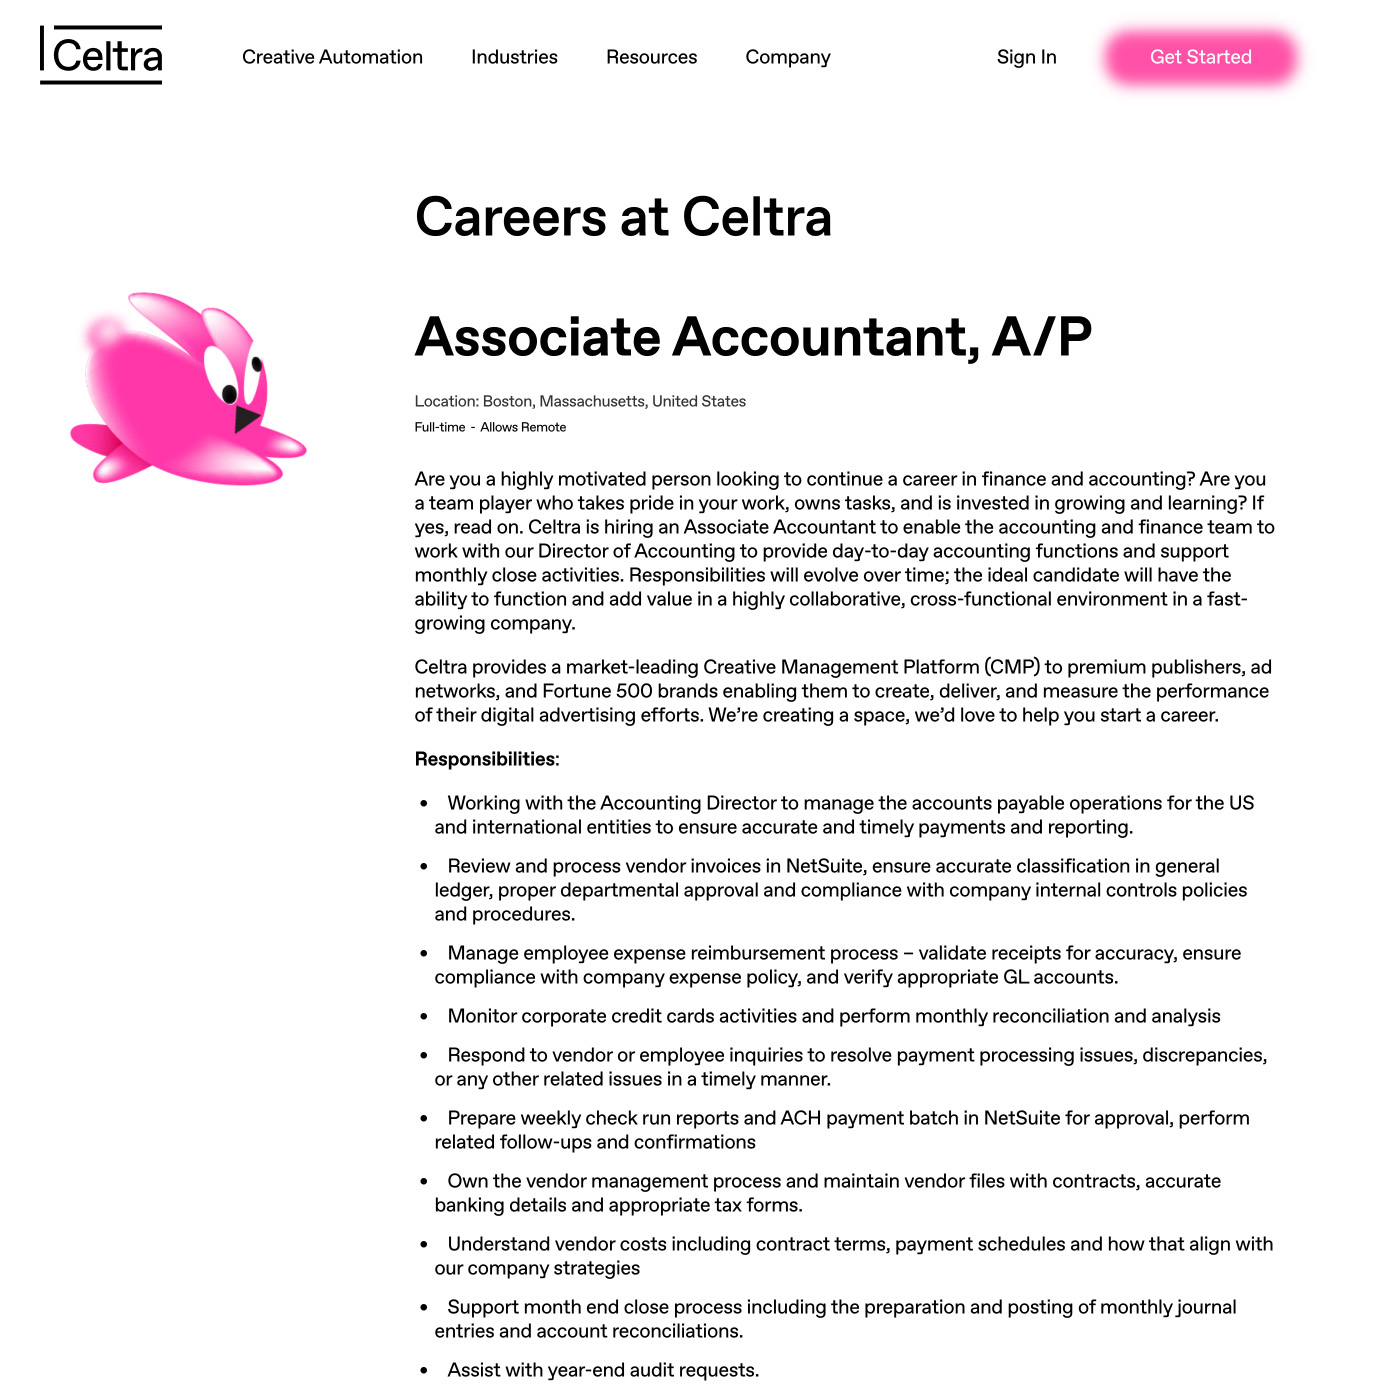 Celtra
Creative Automation
Industries
Resources
Company
Sign In
Get Started
Careers at Celtra
Associate Accountant, A/P
Location: Boston, Massachusetts, United States
Full-time - Allows Remote
Are you a highly motivated person looking to continue a career in finance and accounting? Are you
a team player who takes pride in your work, owns tasks, and is invested in growing and learning? If
yes, read on. Celtra is hiring an Associate Accountant to enable the accounting and finance team to
work with our Director of Accounting to provide day-to-day accounting functions and support
monthly close activities. Responsibilities will evolve over time; the ideal candidate will have the
ability to function and add value in a highly collaborative, cross-functional environment in a fast-
growing company.
Celtra provides a market-leading Creative Management Platform (CMP) to premium publishers, ad
networks, and Fortune 500 brands enabling them to create, deliver, and measure the performance
of their digital advertising efforts. We’re creating a space, we’d love to help you start a career.
Responsibilities:
• Working with the Accounting Director to manage the accounts payable operations for the US
and international entities to ensure accurate and timely payments and reporting.
• Review and process vendor invoices in NetSuite, ensure accurate classification in general
ledger, proper departmental approval and compliance with company internal controls policies
and procedures.
• Manage employee expense reimbursement process – validate receipts for accuracy, ensure
compliance with company expense policy, and verify appropriate GL accounts.
• Monitor corporate credit cards activities and perform monthly reconciliation and analysis
• Respond to vendor or employee inquiries to resolve payment processing issues, discrepancies,
or any other related issues in a timely manner.
• Prepare weekly check run reports and ACH payment batch in NetSuite for approval, perform
related follow-ups and confirmations
• Own the vendor management process and maintain vendor files with contracts, accurate
banking details and appropriate tax forms.
• Understand vendor costs including contract terms, payment schedules and how that align with
our company strategies
• Support month end close process including the preparation and posting of monthly journal
entries and account reconciliations.
• Assist with year-end audit requests.